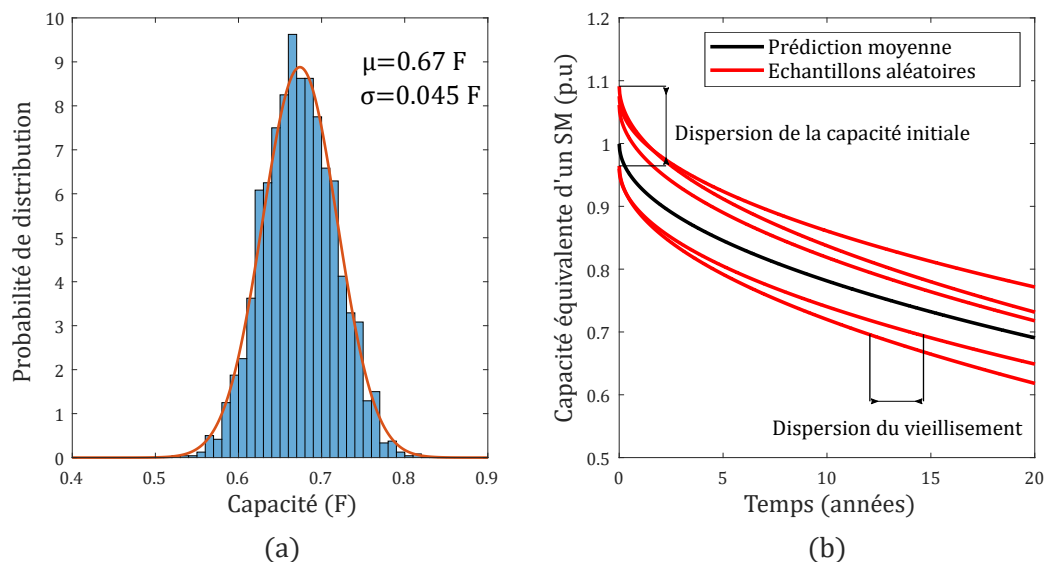 10
9
8
7
6
5
4
3
2
1
0
Probabilité de distribution
μ=0.67 F
σ=0.045 F
0.4
0.5
0.6
0.7
0.8
0.9
Capacité (F)
(a)
1.2
1.1
1
0.9
0.8
0.7
0.6
0.5
Capacité équivalente d'un SM (p.u)
Prédiction moyenne
Echantillons aléatoires
Dispersion de la capacité initiale
Dispersion du vieillisement
0
5
10
15
20
Temps (années)
(b)